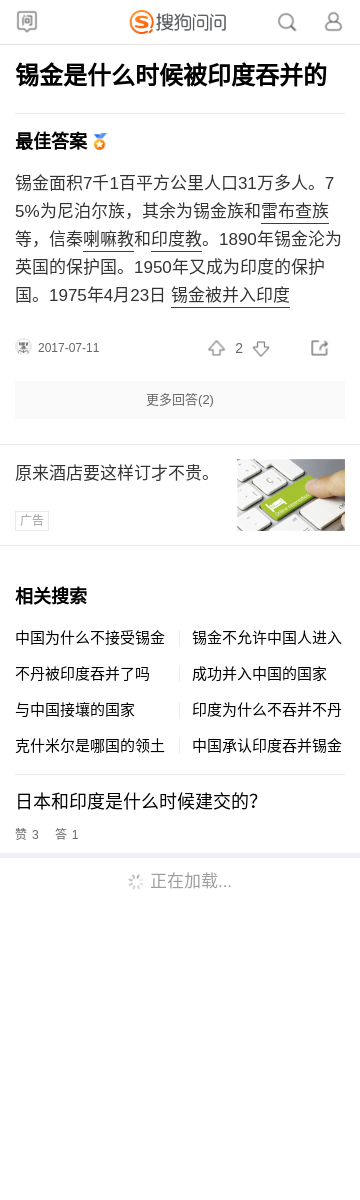 问
搜狗问问
锡金是什么时候被印度吞并的
最佳答案
锡金面积7千1百平方公里人口31万多人。7
5%为尼泊尔族，其余为锡金族和雷布查族
等，信奏喇嘛教和印度教。1890年锡金沦为
英国的保护国。1950年又成为印度的保护
国。1975年4月23日 锡金被并入印度
2017-07-11 2
更多回答(2)
原来酒店要这样订才不贵。
广告
相关搜索
中国为什么不接受锡金 锡金不允许中国人进入
不丹被印度吞并了吗 成功并入中国的国家
与中国接壤的国家 印度为什么不吞并不丹
克什米尔是哪国的领土 中国承认印度吞并锡金
日本和印度是什么时候建交的？
赞 3 答 1
正在加载...